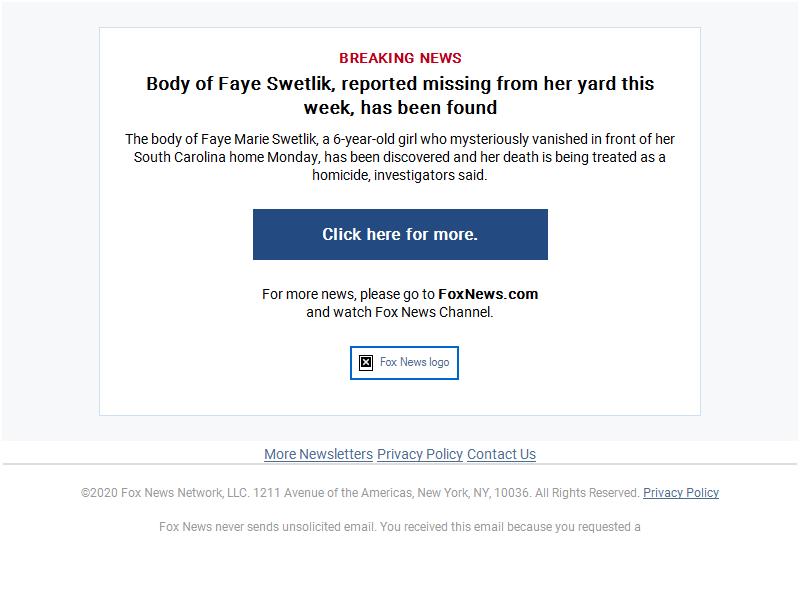 BREAKING NEWS
Body of Faye Swetlik, reported missing from her yard this
week, has been found
The body of Faye Marie Swetlik, a 6-year-old girl who mysteriously vanished in front of her
South Carolina home Monday, has been discovered and her death is being treated as a
homicide, investigators said.
Click here for more.
For more news, please go to FoxNews.com
and watch Fox News Channel.
Fox News logo
More Newsletters Privacy Policy Contact Us
©2020 Fox News Network, LLC. 1211 Avenue of the Americas, New York, NY, 10036. All Rights Reserved. Privacy Policy
Fox News never sends unsolicited email. You received this email because you requested a